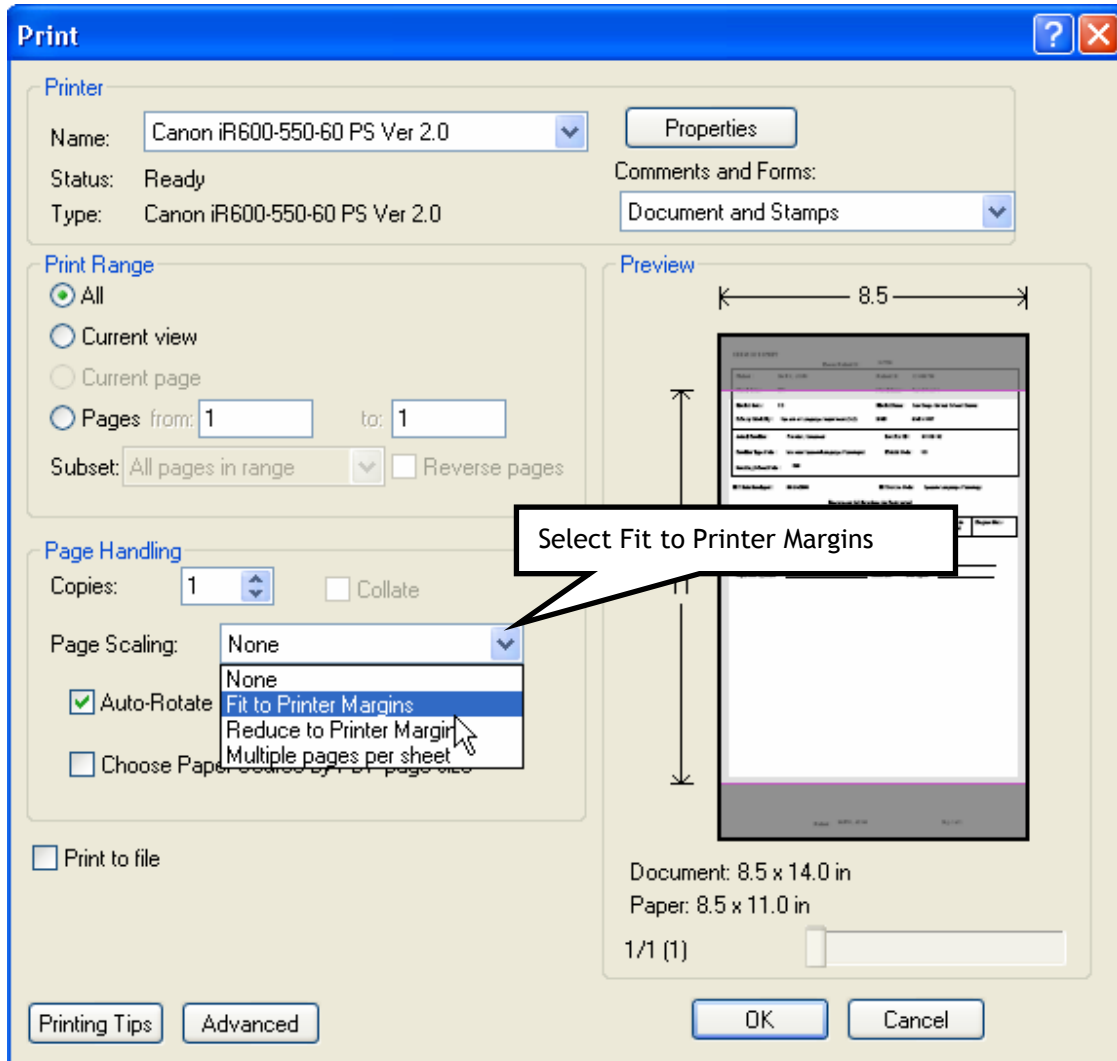 Print
Printer
Name: Canon iR600-550-60 PS Ver 2.0 Properties
Status: Ready Comments and Forms:
Type: Canon iR600-550-60 PS Ver 2.0 Document and Stamps
Print Range
All
Current view
Current page
Pages from: 1 to: 1
Subset: All pages in range Reverse pages
Preview
8.5
Select Fit to Printer Margins
Page Handling
Copies: 1 Collate
Page Scaling: None
None
Auto-Rotate Fit to Printer Margins
Reduce to Printer Margin
Multiple pages per sheet
Choose Paper
Print to file
Document: 8.5 x 14.0 in
Paper: 8.5 x 11.0 in
1/1 (1)
Printing Tips Advanced OK Cancel